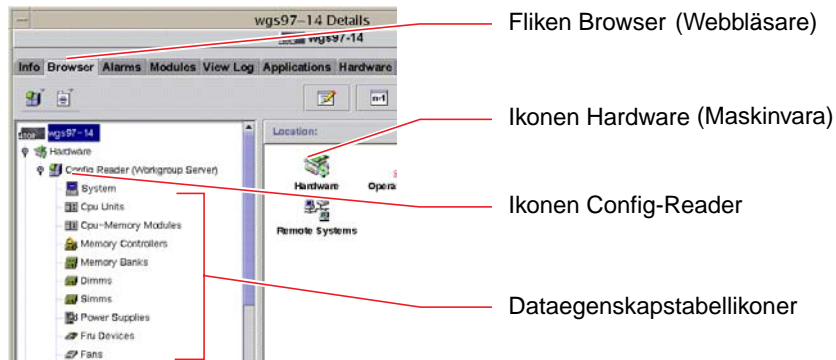 wgs97-14 Details
wgs97-14
Info Browser Alarms Modules View Log Applications Hardware
n+1
wgs97-14
Hardware
Config Reader (Workgroup Server)
System
Cpu Units
Cpu-Memory Modules
Memory Controllers
Memory Banks
Dimms
Simms
Power Supplies
Fru Devices
Fans
Location:
Hardware
Opera
Remote Systems
Fliken Browser (Webbläsare)
Ikonen Hardware (Maskinvara)
Ikonen Config-Reader
Dataegenskapstabellikoner